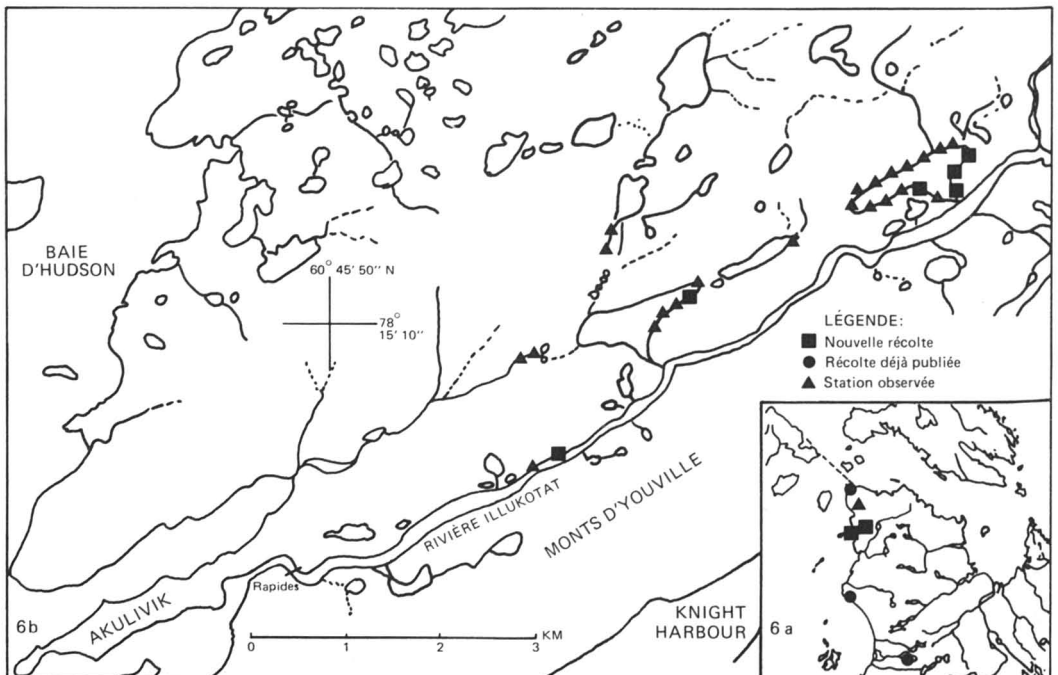 BAIE
D'HUDSON
60° 45' 50'' N
78°
15' 10''
LÉGENDE:
Nouvelle récolte
Récolte déjà publiée
Station observée
RIVIÈRE ILLUKOTAT
MONTS D'YOUVILLE
Rapides
AKULIVIK
KNIGHT
HARBOUR
6b
6a
KM
0 1 2 3